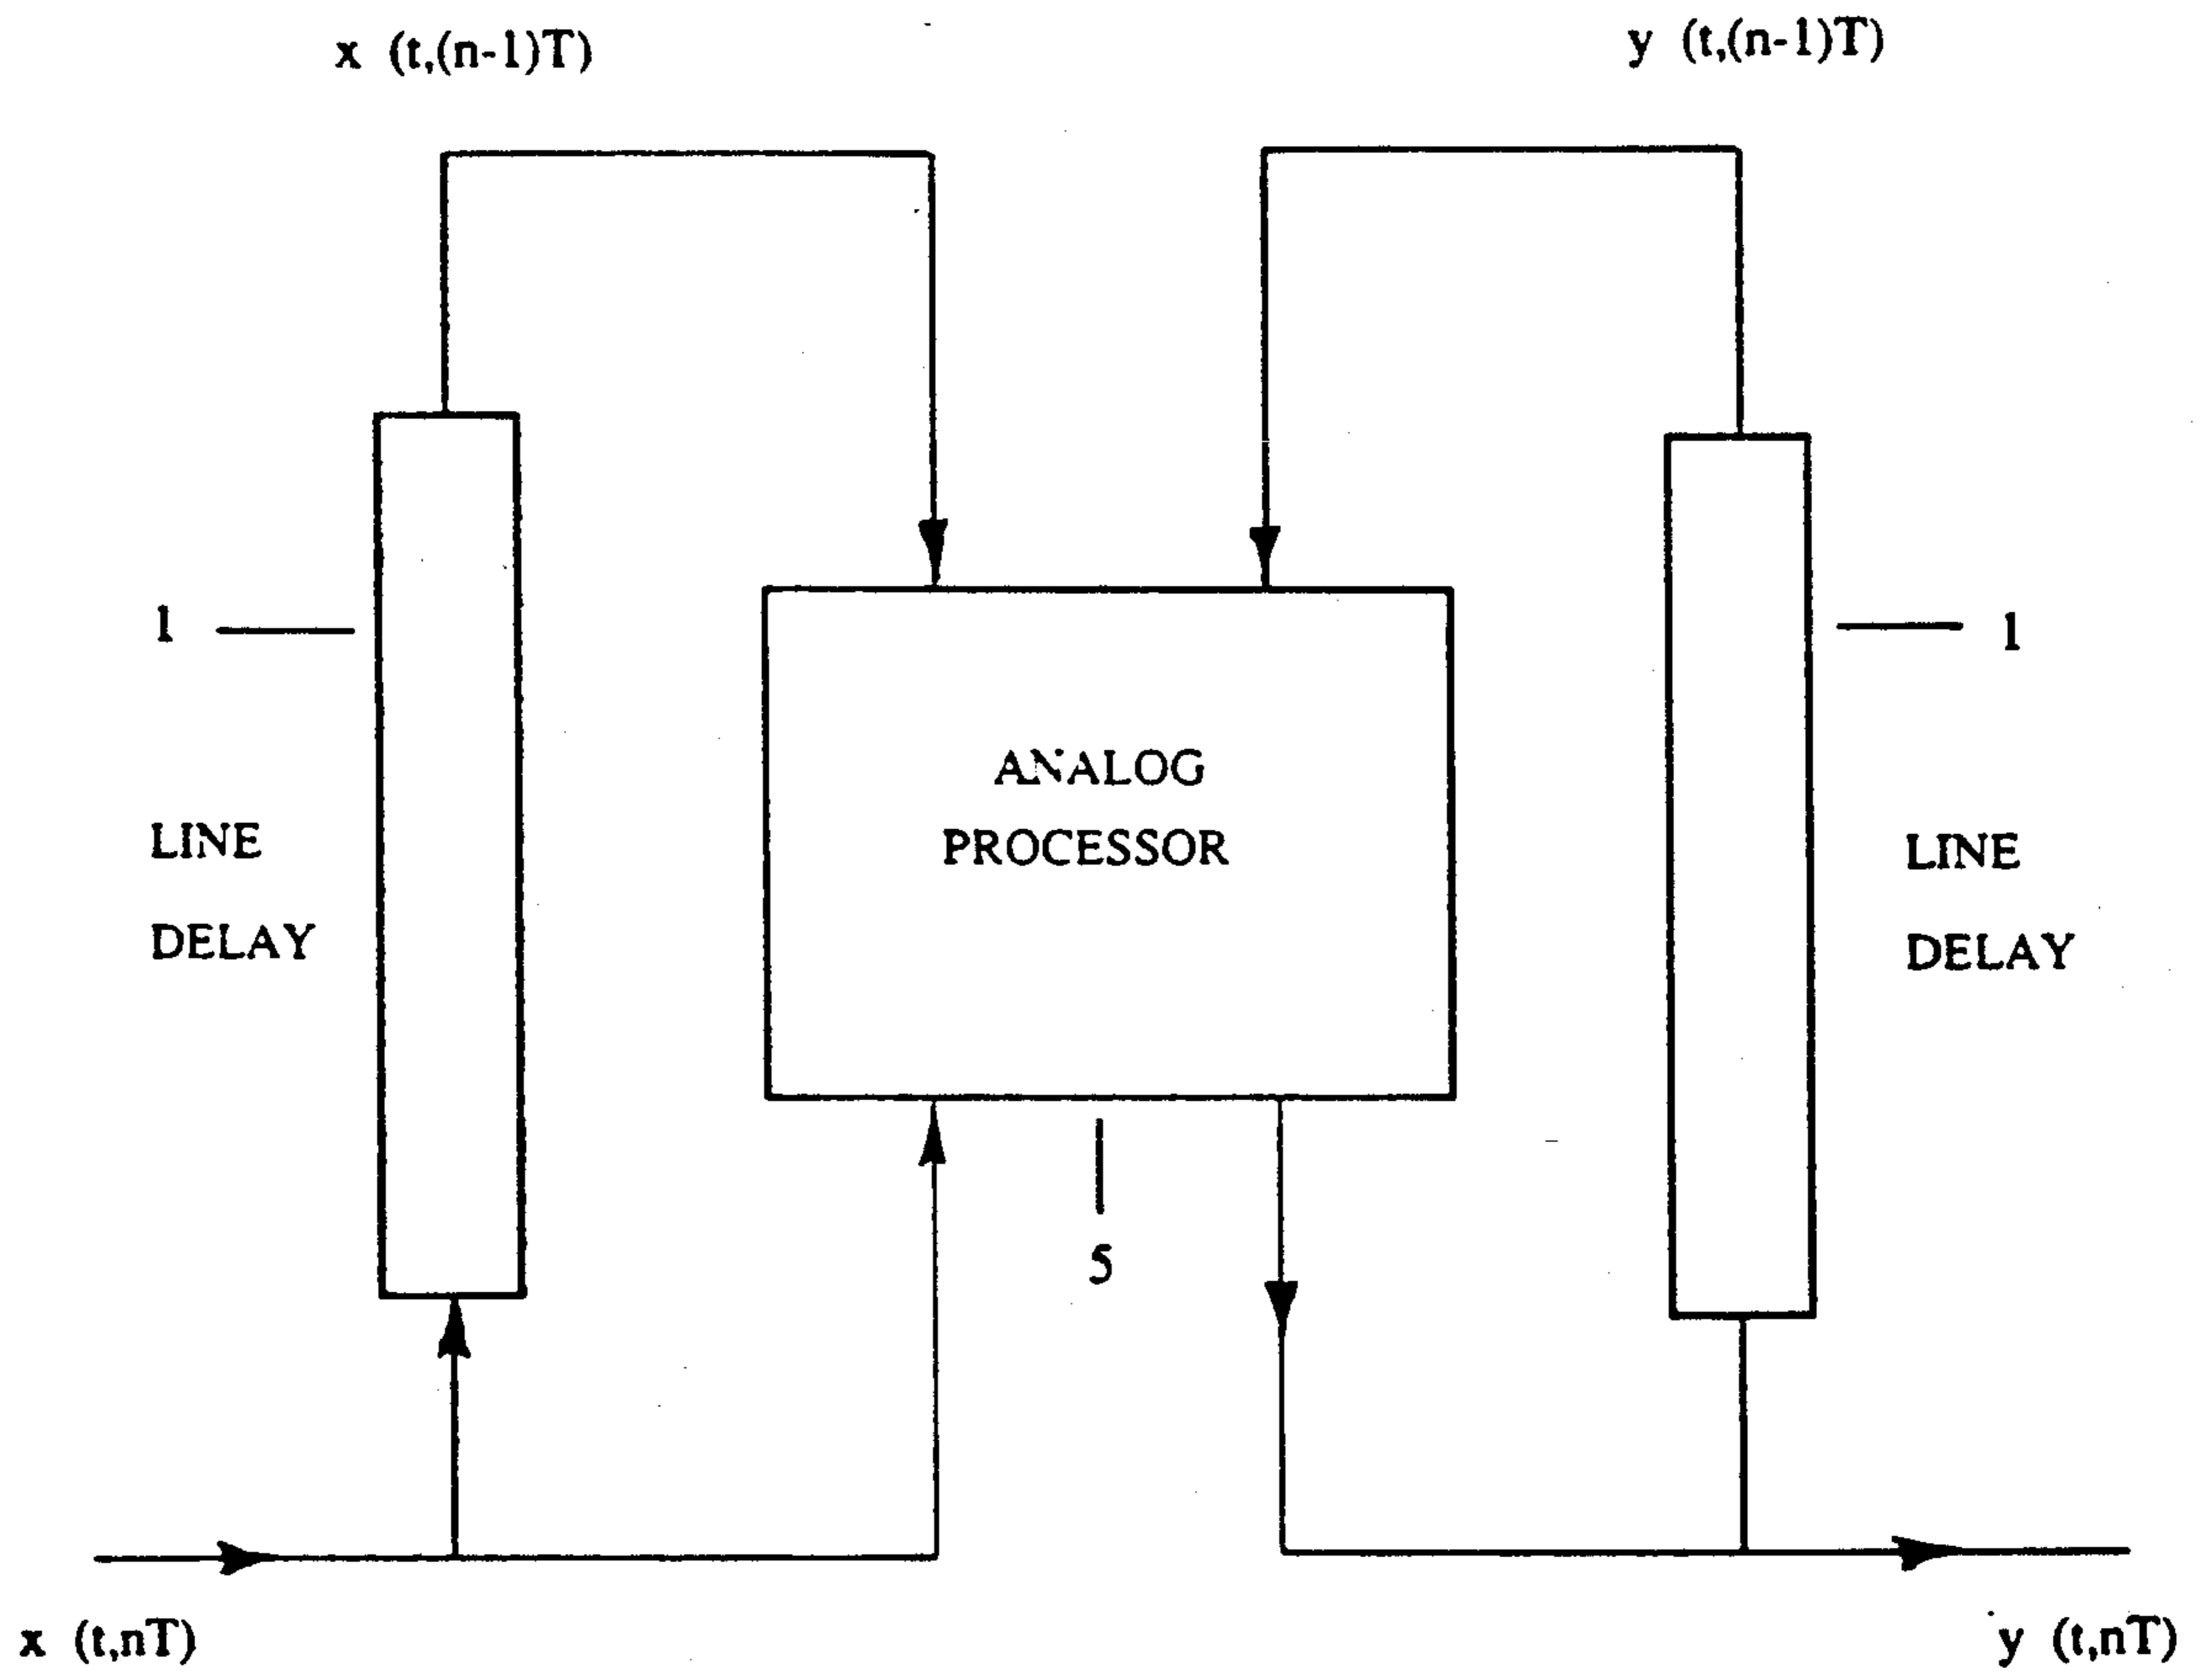 x (t,(n-1)T)
y (t,(n-1)T)
1
1
ANALOG
PROCESSOR
LINE
DELAY
LINE
DELAY
5
x (t,nT)
y (t,nT)